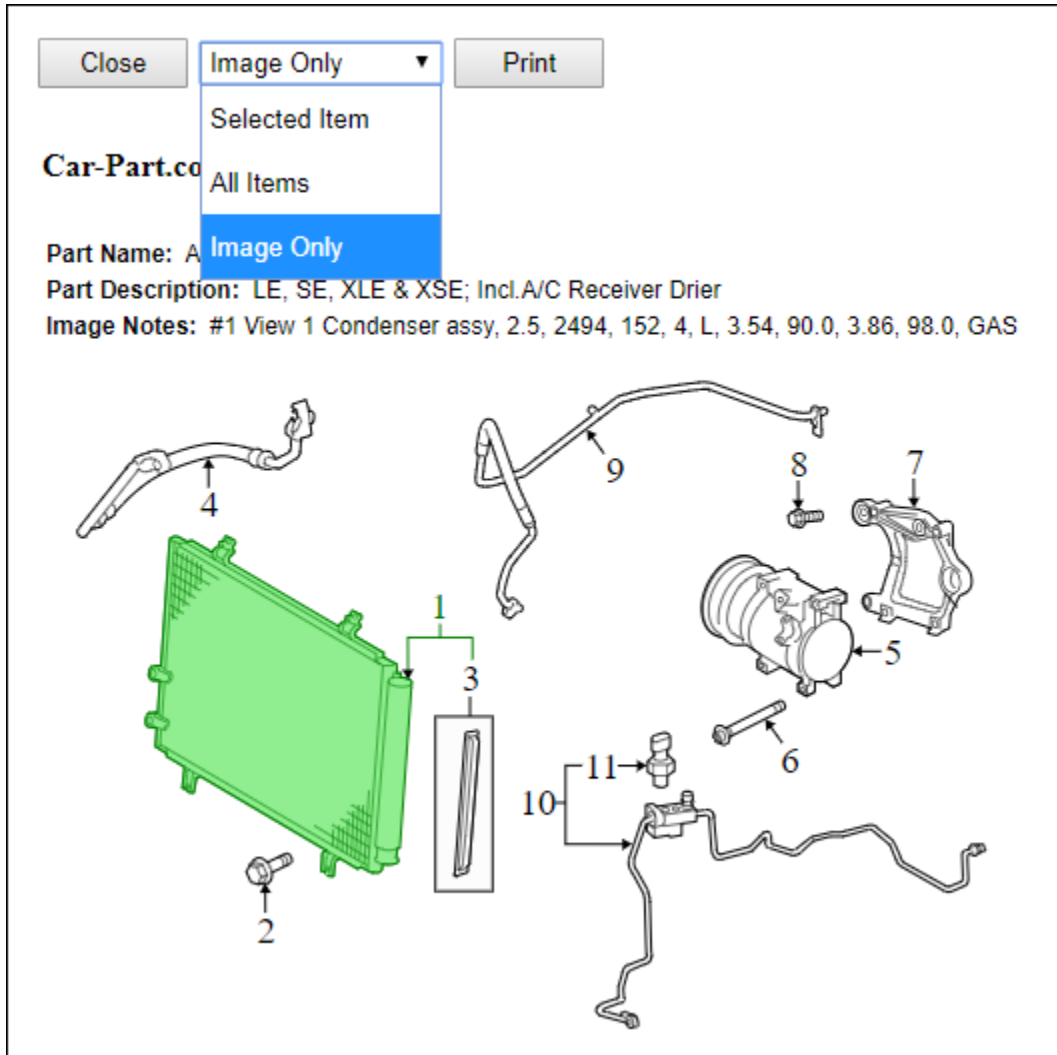 Close
Image Only
Print
Selected Item
All Items
Image Only
Car-Part.co
Part Name: A
Part Description: LE, SE, XLE & XSE; Incl.A/C Receiver Drier
Image Notes: #1 View 1 Condenser assy, 2.5, 2494, 152, 4, L, 3.54, 90.0, 3.86, 98.0, GAS
9
8
7
4
1
5
3
6
11
10
2